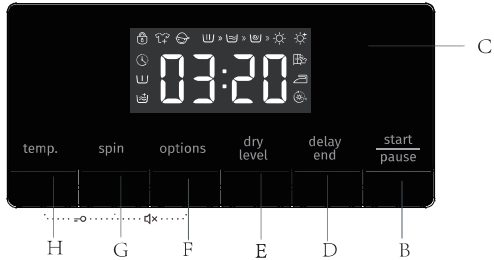 » » »
03:20
C
temp. spin options dry level delay end start pause
H G F E D B